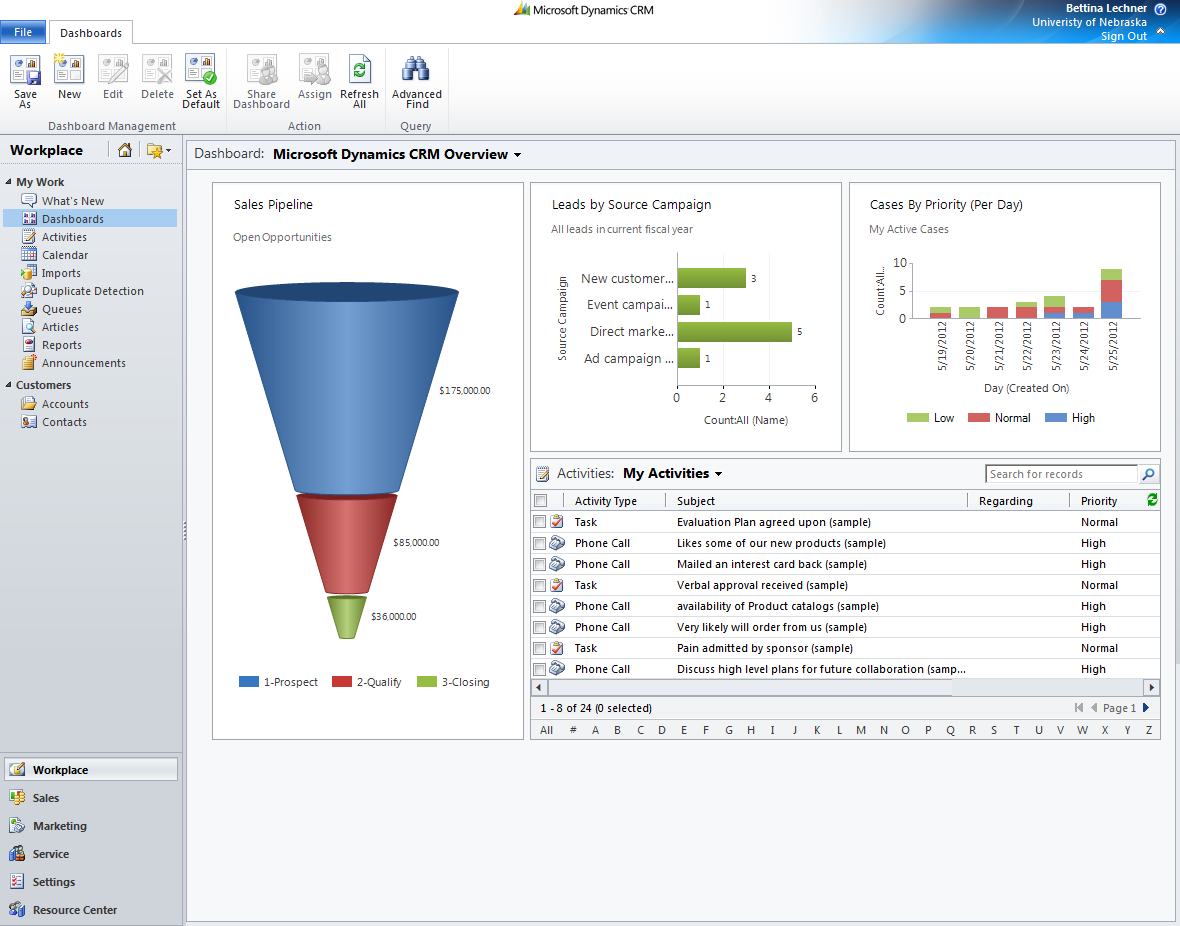 Microsoft Dynamics CRM
Bettina Lechner
Univeristy of Nebraska
Sign Out
File
Dashboards
Save As
New
Edit
Delete
Set As Default
Share Dashboard
Assign
Refresh All
Advanced Find
Dashboard Management
Action
Query
Workplace
My Work
What's New
Dashboards
Activities
Calendar
Imports
Duplicate Detection
Queues
Articles
Reports
Announcements
Customers
Accounts
Contacts
Workplace
Sales
Marketing
Service
Settings
Resource Center
Dashboard: Microsoft Dynamics CRM Overview
Sales Pipeline
Open Opportunities
$175,000.00
$85,000.00
$36,000.00
1-Prospect 2-Qualify 3-Closing
Leads by Source Campaign
All leads in current fiscal year
Source Campaign
New customer... 3
Event campai... 1
Direct marke... 5
Ad campaign ... 1
0 2 4 6
Count:All (Name)
Cases By Priority (Per Day)
My Active Cases
Count:All...
10
5
0
5/19/2012 5/20/2012 5/21/2012 5/22/2012 5/23/2012 5/24/2012 5/25/2012
Day (Created On)
Low Normal High
Activities: My Activities
Search for records
Activity Type Subject Regarding Priority
Task Evaluation Plan agreed upon (sample) Normal
Phone Call Likes some of our new products (sample) High
Phone Call Mailed an interest card back (sample) High
Task Verbal approval received (sample) Normal
Phone Call availability of Product catalogs (sample) High
Phone Call Very likely will order from us (sample) High
Task Pain admitted by sponsor (sample) Normal
Phone Call Discuss high level plans for future collaboration (samp... High
1 - 8 of 24 (0 selected) Page 1
All # A B C D E F G H I J K L M N O P Q R S T U V W X Y Z